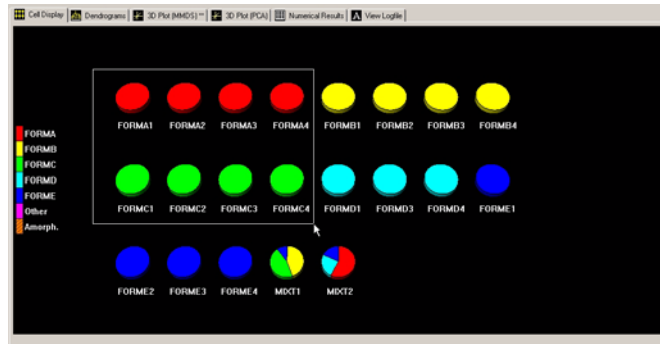 Cell Display Dendrograms 3D Plot (MMDS) ** 3D Plot (PCA) Numerical Results View Logfile
FORMA1 FORMA2 FORMA3 FORMA4 FORMB1 FORMB2 FORMB3 FORMB4
FORMA
FORMB
FORMC
FORMD
FORME
Other
Amorph.
FORMC1 FORMC2 FORMC3 FORMC4 FORMD1 FORMD3 FORMD4 FORME1
FORME2 FORME3 FORME4 MIXT1 MIXT2